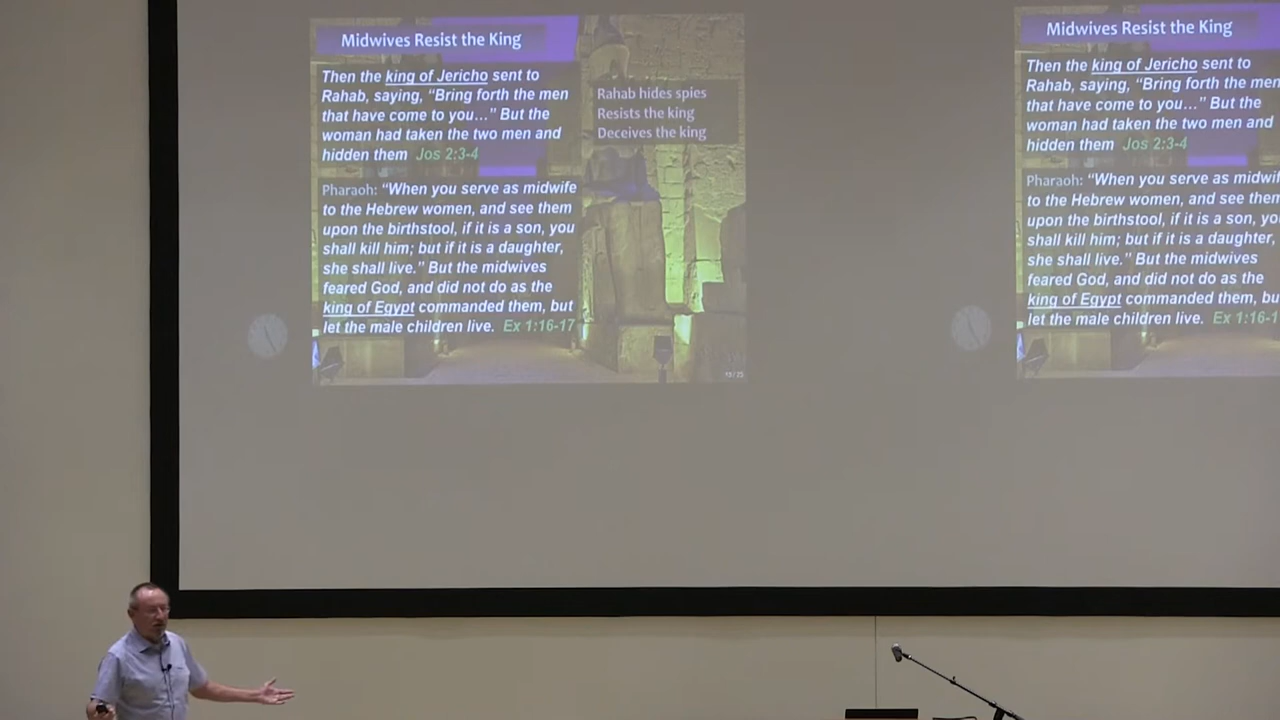 Midwives Resist the King
Then the king of Jericho sent to
Rahab, saying, “Bring forth the men
that have come to you…” But the
woman had taken the two men and
hidden them Jos 2:3-4
Rahab hides spies
Resists the king
Deceives the king
Pharaoh: “When you serve as midwife
to the Hebrew women, and see them
upon the birthstool, if it is a son, you
shall kill him; but if it is a daughter,
she shall live.” But the midwives
feared God, and did not do as the
king of Egypt commanded them, but
let the male children live. Ex 1:16-17
Midwives Resist the King
Then the king of Jericho sent to
Rahab, saying, “Bring forth the men
that have come to you…” But the
woman had taken the two men and
hidden them Jos 2:3-4
Pharaoh: “When you serve as midwif
to the Hebrew women, and see them
upon the birthstool, if it is a son, yo
shall kill him; but if it is a daughter,
she shall live.” But the midwives
feared God, and did not do as the
king of Egypt commanded them, bu
let the male children live. Ex 1:16-1